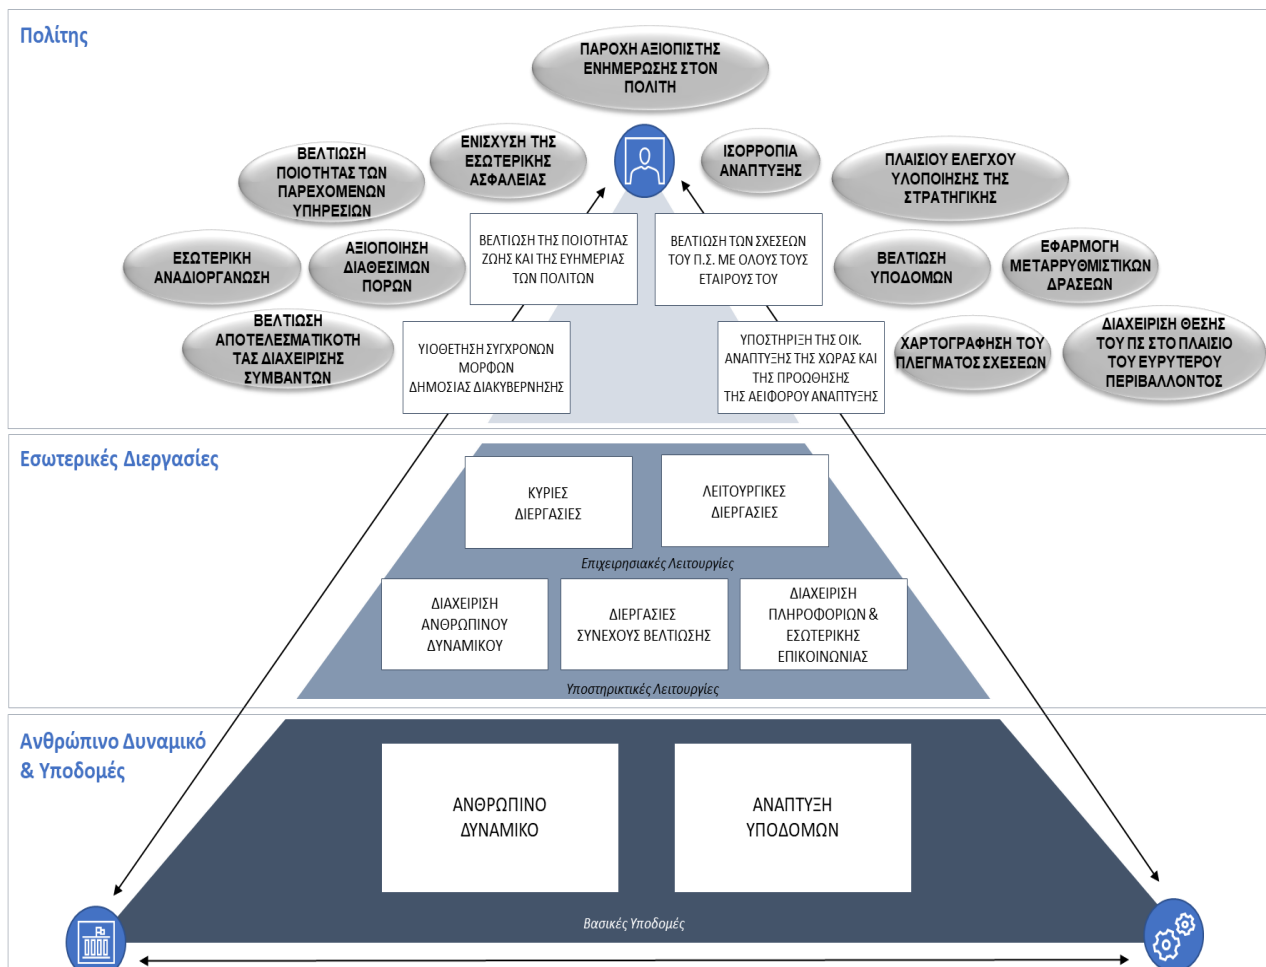 Πολίτης
ΠΑΡΟΧΗ ΑΞΙΟΠΙΣΤΗΣ
ΕΝΗΜΕΡΩΣΗΣ ΣΤΟΝ
ΠΟΛΙΤΗ
ΕΝΙΣΧΥΣΗ ΤΗΣ
ΕΣΩΤΕΡΙΚΗΣ
ΑΣΦΑΛΕΙΑΣ
ΙΣΟΡΡΟΠΙΑ
ΑΝΑΠΤΥΞΗΣ
ΒΕΛΤΙΩΣΗ
ΠΟΙΟΤΗΤΑΣ ΤΩΝ
ΠΑΡΕΧΟΜΕΝΩΝ
ΥΠΗΡΕΣΙΩΝ
ΠΛΑΙΣΙΟΥ ΕΛΕΓΧΟΥ
ΥΛΟΠΟΙΗΣΗΣ ΤΗΣ
ΣΤΡΑΤΗΓΙΚΗΣ
ΕΣΩΤΕΡΙΚΗ
ΑΝΑΔΙΟΡΓΑΝΩΣΗ
ΑΞΙΟΠΟΙΗΣΗ
ΔΙΑΘΕΣΙΜΩΝ
ΠΟΡΩΝ
ΒΕΛΤΙΩΣΗ ΤΗΣ ΠΟΙΟΤΗΤΑΣ
ΖΩΗΣ ΚΑΙ ΤΗΣ ΕΥΗΜΕΡΙΑΣ
ΤΩΝ ΠΟΛΙΤΩΝ
ΒΕΛΤΙΩΣΗ ΤΩΝ ΣΧΕΣΕΩΝ
ΤΟΥ Π.Σ. ΜΕ ΟΛΟΥΣ ΤΟΥΣ
ΕΤΑΙΡΟΥΣ ΤΟΥ
ΒΕΛΤΙΩΣΗ
ΥΠΟΔΟΜΩΝ
ΕΦΑΡΜΟΓΗ
ΜΕΤΑΡΡΥΘΜΙΣΤΙΚΩΝ
ΔΡΑΣΕΩΝ
ΒΕΛΤΙΩΣΗ
ΑΠΟΤΕΛΕΣΜΑΤΙΚΟΤΗ
ΤΑΣ ΔΙΑΧΕΙΡΙΣΗΣ
ΣΥΜΒΑΝΤΩΝ
ΥΙΟΘΕΤΗΣΗ ΣΥΓΧΡΟΝΩΝ
ΜΟΡΦΩΝ
ΔΗΜΟΣΙΑΣ ΔΙΑΚΥΒΕΡΝΗΣΗΣ
ΥΠΟΣΤΗΡΙΞΗ ΤΗΣ ΟΙΚ.
ΑΝΑΠΤΥΞΗΣ ΤΗΣ ΧΩΡΑΣ ΚΑΙ
ΤΗΣ ΠΡΟΩΘΗΣΗΣ
ΤΗΣ ΑΕΙΦΟΡΟΥ ΑΝΑΠΤΥΞΗΣ
ΧΑΡΤΟΓΡΑΦΗΣΗ ΤΟΥ
ΠΛΕΓΜΑΤΟΣ ΣΧΕΣΕΩΝ
ΔΙΑΧΕΙΡΙΣΗ ΘΕΣΗΣ
ΤΟΥ ΠΣ ΣΤΟ ΠΛΑΙΣΙΟ
ΤΟΥ ΕΥΡΥΤΕΡΟΥ
ΠΕΡΙΒΑΛΛΟΝΤΟΣ
Εσωτερικές Διεργασίες
ΚΥΡΙΕΣ
ΔΙΕΡΓΑΣΙΕΣ
ΛΕΙΤΟΥΡΓΙΚΕΣ
ΔΙΕΡΓΑΣΙΕΣ
Επιχειρησιακές Λειτουργίες
ΔΙΑΧΕΙΡΙΣΗ
ΑΝΘΡΩΠΙΝΟΥ
ΔΥΝΑΜΙΚΟΥ
ΔΙΕΡΓΑΣΙΕΣ
ΣΥΝΕΧΟΥΣ ΒΕΛΤΙΩΣΗΣ
ΔΙΑΧΕΙΡΙΣΗ
ΠΛΗΡΟΦΟΡΙΩΝ &
ΕΣΩΤΕΡΙΚΗΣ
ΕΠΙΚΟΙΝΩΝΙΑΣ
Υποστηρικτικές Λειτουργίες
Ανθρώπινο Δυναμικό
& Υποδομές
ΑΝΘΡΩΠΙΝΟ
ΔΥΝΑΜΙΚΟ
ΑΝΑΠΤΥΞΗ
ΥΠΟΔΟΜΩΝ
Βασικές Υποδομές